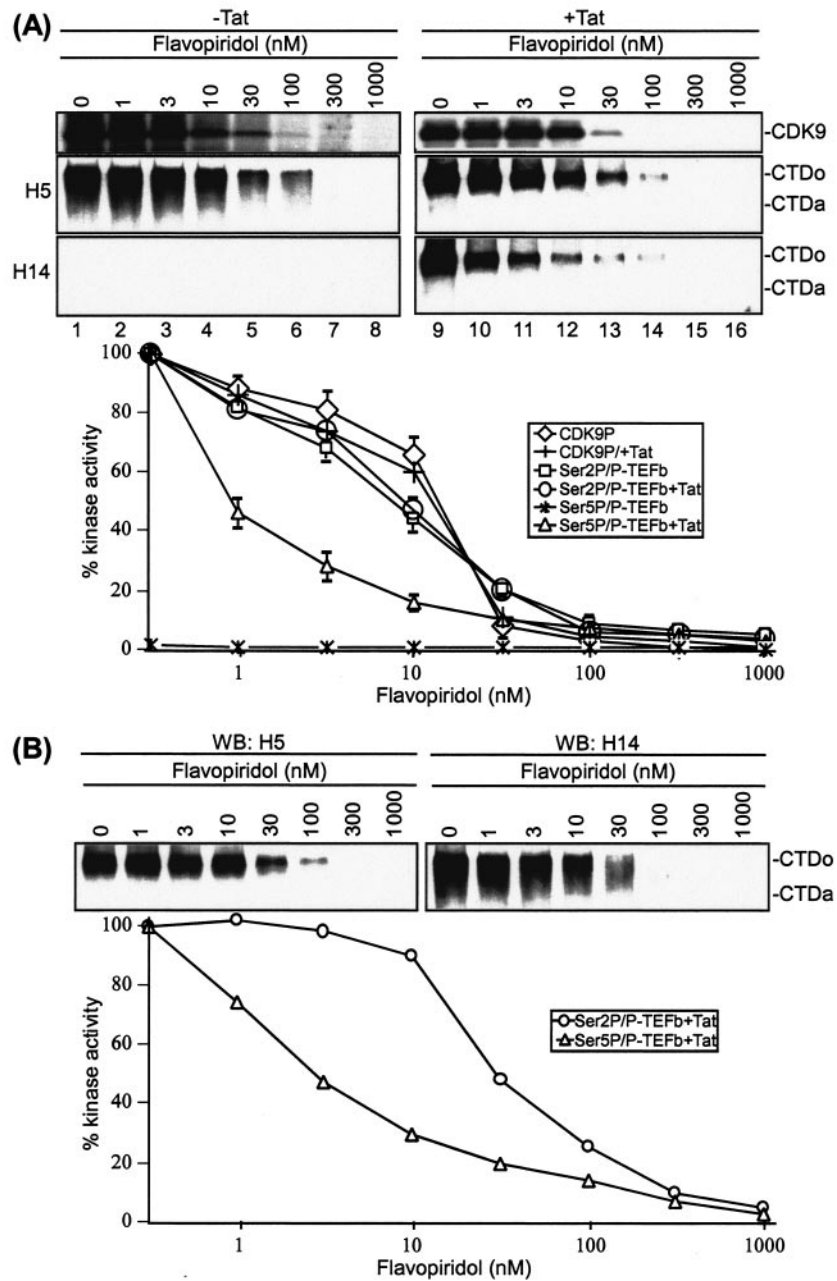 (A)
-Tat
+Tat
Flavopiridol (nM)
Flavopiridol (nM)
0 1 3 10 30 100 300 1000
0 1 3 10 30 100 300 1000
-CDK9
H5
-CTDo
-CTDa
H14
-CTDo
-CTDa
1 2 3 4 5 6 7 8
9 10 11 12 13 14 15 16
100
80
60
40
20
0
% kinase activity
CDK9P
CDK9P/+Tat
Ser2P/P-TEFb
Ser2P/P-TEFb+Tat
Ser5P/P-TEFb
Ser5P/P-TEFb+Tat
1 10 100 1000
Flavopiridol (nM)
(B)
WB: H5
WB: H14
Flavopiridol (nM)
Flavopiridol (nM)
0 1 3 10 30 100 300 1000
0 1 3 10 30 100 300 1000
-CTDo
-CTDa
100
80
60
40
20
0
% kinase activity
Ser2P/P-TEFb+Tat
Ser5P/P-TEFb+Tat
1 10 100 1000
Flavopiridol (nM)